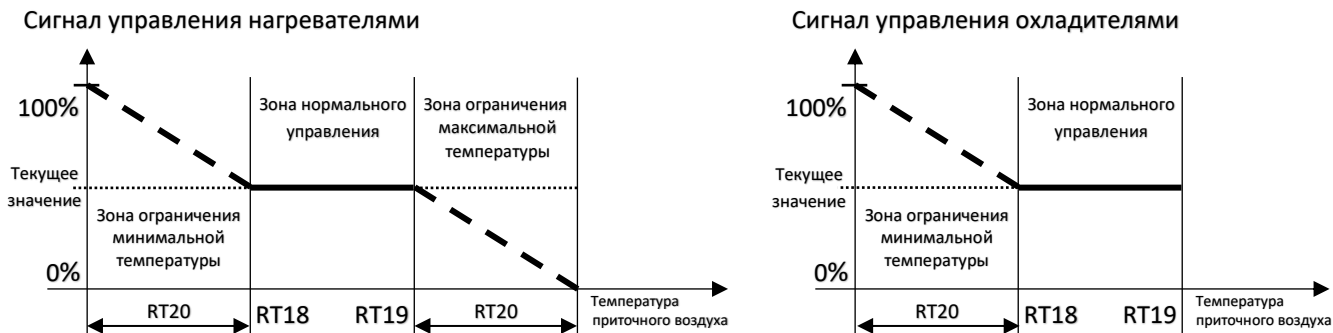 Сигнал управления нагревателями
100%
Зона нормального
управления
Зона ограничения
максимальной
температуры
Текущее
значение
Зона ограничения
минимальной
температуры
0%
RT20
RT18
RT19
RT20
Температура
приточного воздуха
Сигнал управления охладителями
100%
Зона нормального
управления
Текущее
значение
Зона ограничения
минимальной
температуры
0%
RT20
RT18
RT19
Температура
приточного воздуха